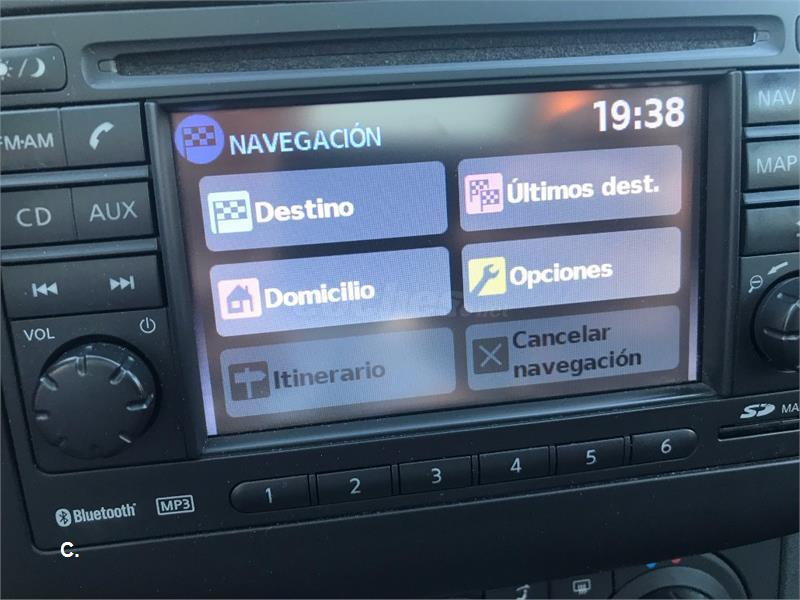 19:38
NAVEGACIÓN
NAV
FM·AM
Destino
Últimos dest.
MAP
CD
AUX
Domicilio
Opciones
VOL
Itinerario
Cancelar
navegación
SD
MA
1 2 3 4 5 6
Bluetooth
MP3
C.